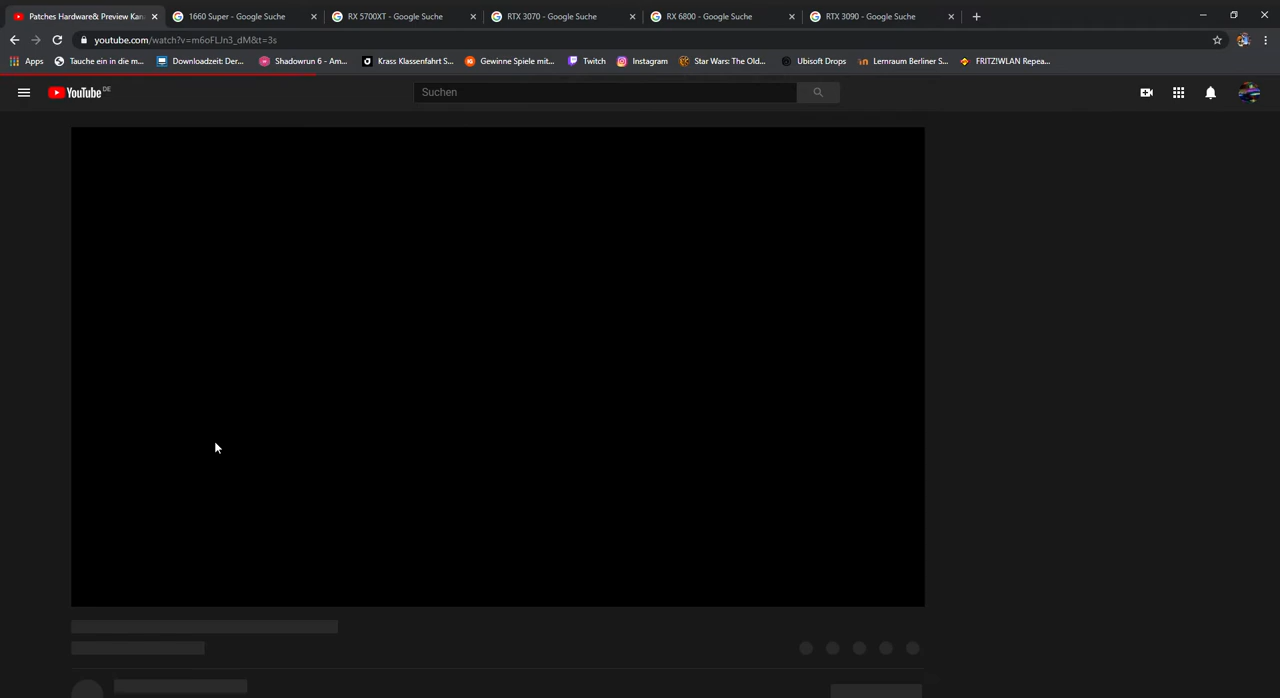 Patches Hardware& Preview Kana 1660 Super - Google Suche RX 5700XT - Google Suche RTX 3070 - Google Suche RX 6800 - Google Suche RTX 3090 - Google Suche
youtube.com/watch?v=m6oFLJn3_dM&t=3s
Apps Tauche ein in die m... Downloadzeit: Der... Shadowrun 6 - Am... Krass Klassenfahrt S... Gewinne Spiele mit... Twitch Instagram Star Wars: The Old... Ubisoft Drops Lernraum Berliner S... FRITZ!WLAN Repea...
YouTube DE Suchen